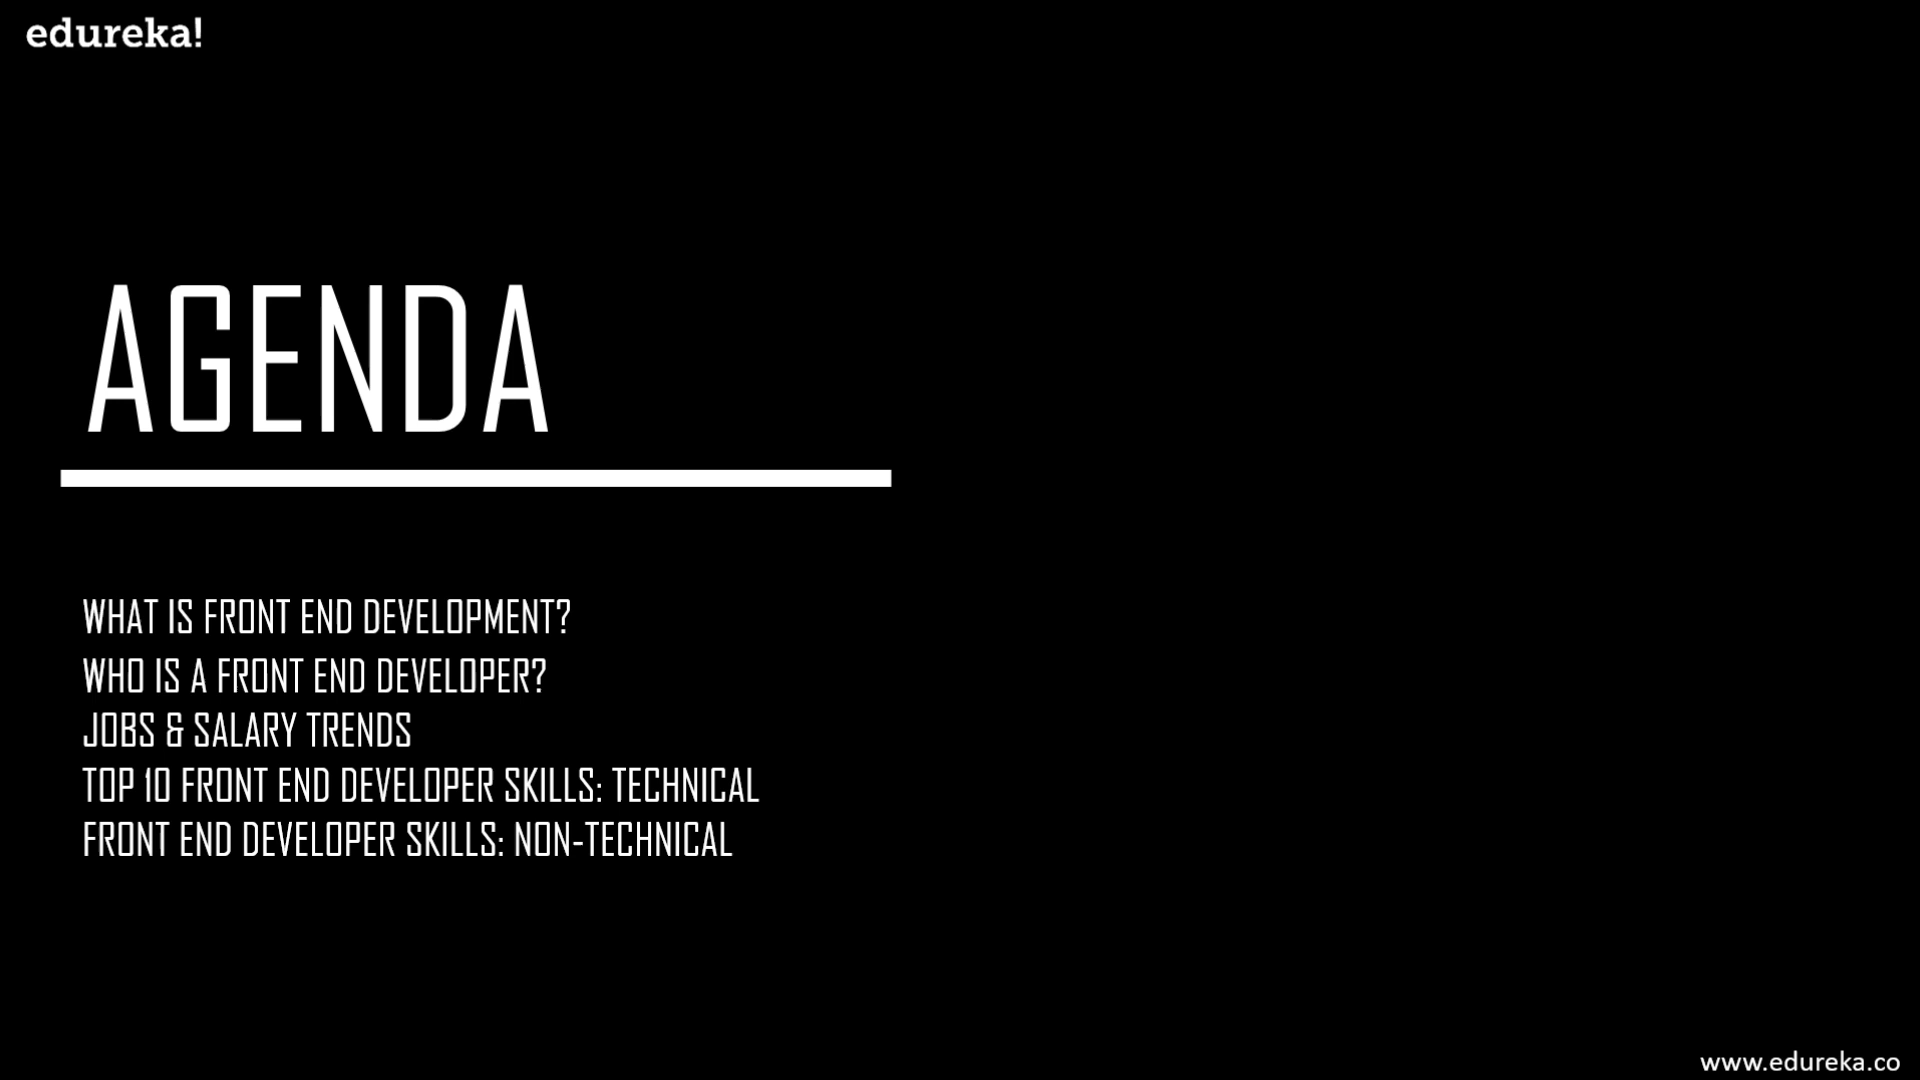 edureka!
AGENDA
WHAT IS FRONT END DEVELOPMENT?
WHO IS A FRONT END DEVELOPER?
JOBS & SALARY TRENDS
TOP 10 FRONT END DEVELOPER SKILLS: TECHNICAL
FRONT END DEVELOPER SKILLS: NON-TECHNICAL
www.edureka.co